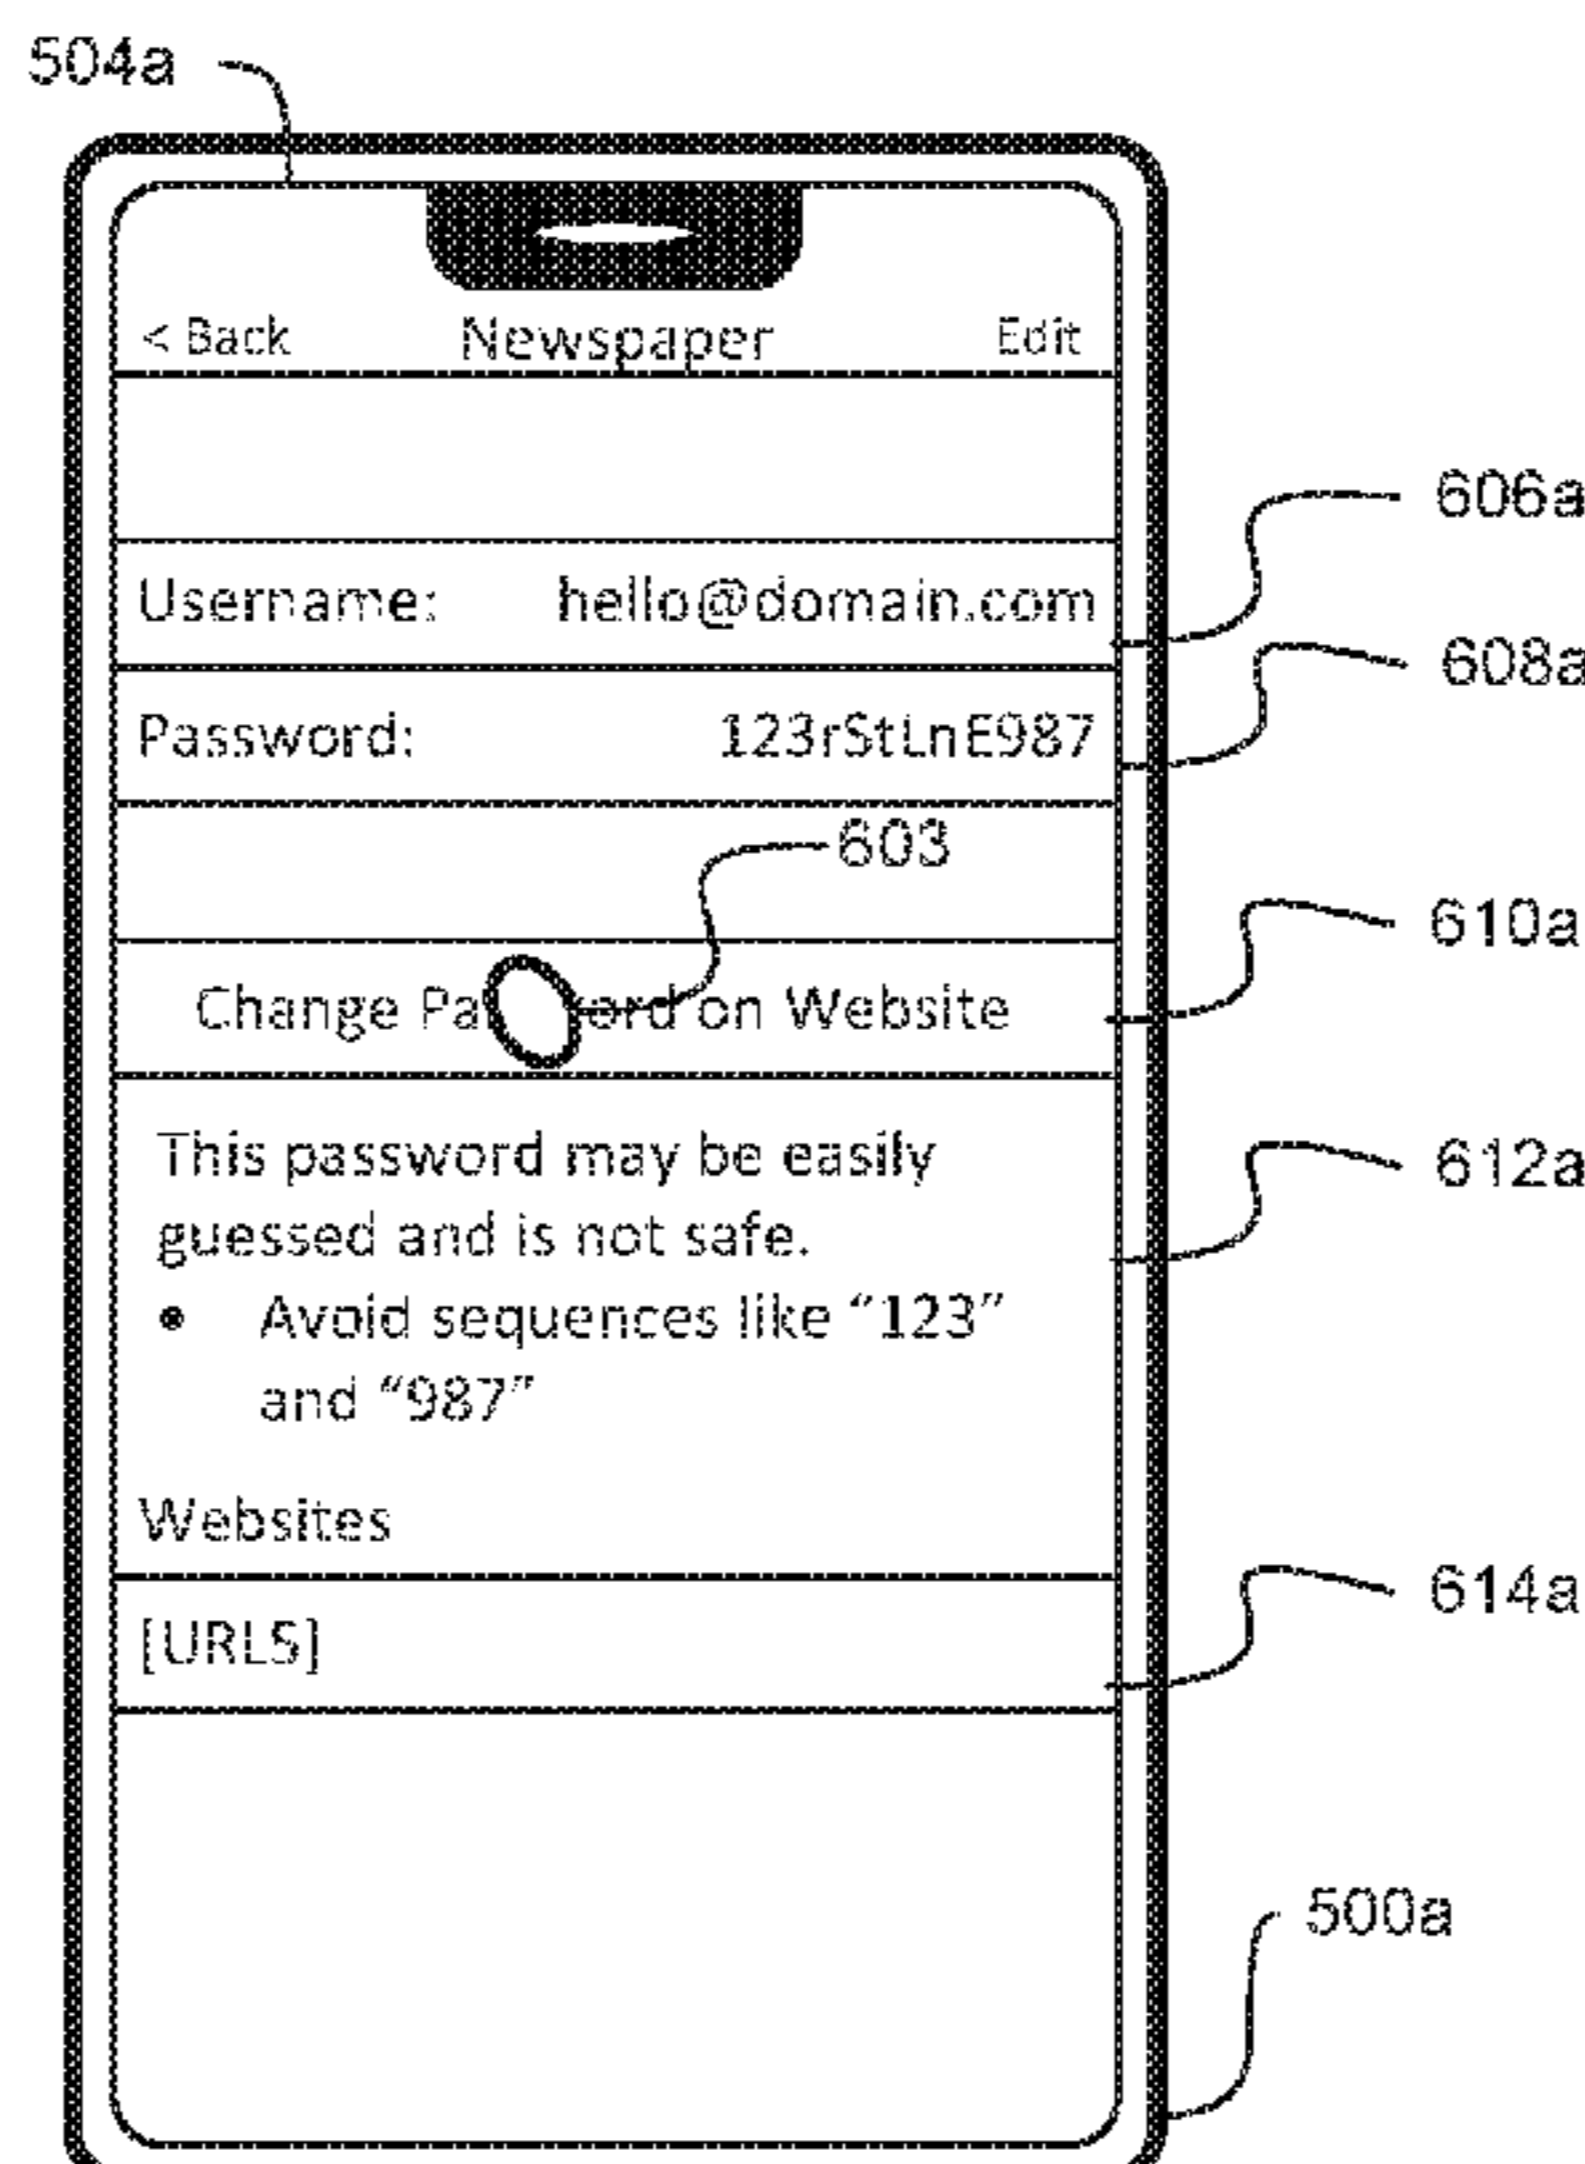 504a
< Back Newspaper Edit
606a
Username: hello@domain.com
608a
Password: 123rStLnE987
603
610a
Change Pa ord on Website
612a
This password may be easily
guessed and is not safe.
• Avoid sequences like “123”
and “987”
Websites
614a
[URLS]
500a